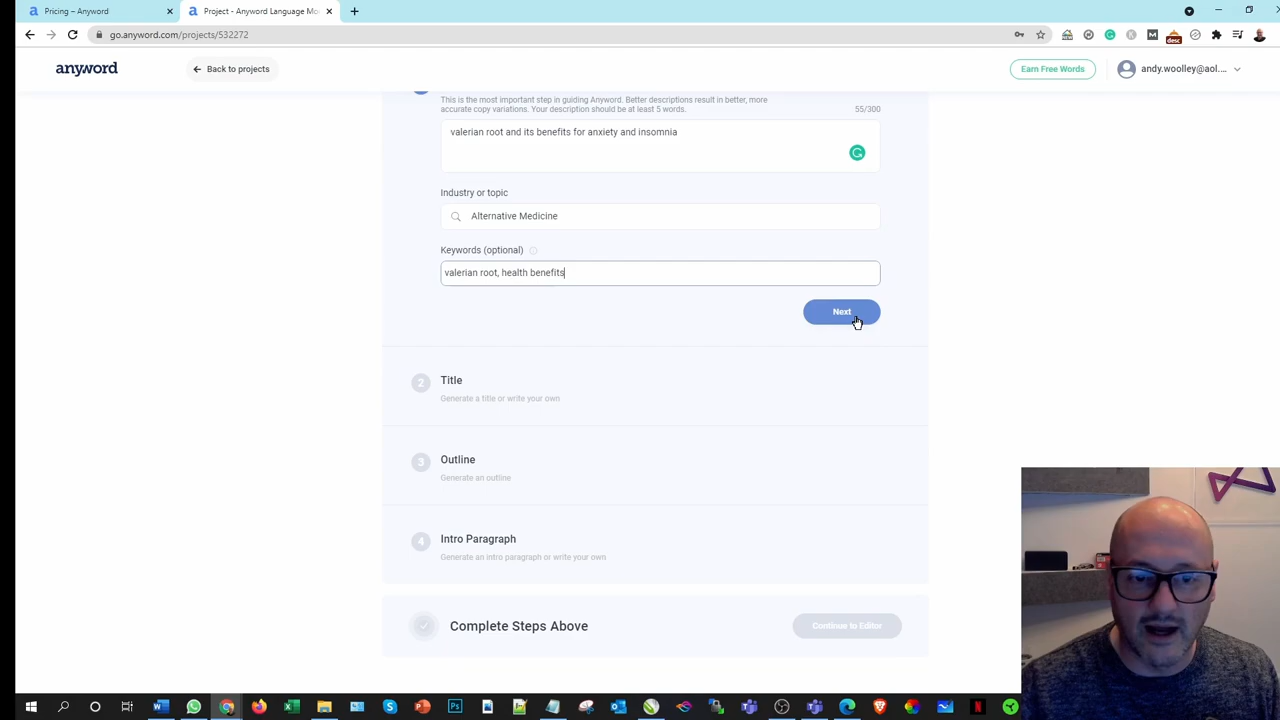 Pricing – Anyword
Project - Anyword Language Mo
go.anyword.com/projects/532272
desc
anyword
Back to projects
Earn Free Words
andy.woolley@aol....
This is the most important step in guiding Anyword. Better descriptions result in better, more
accurate copy variations. Your description should be at least 5 words.
55/300
valerian root and its benefits for anxiety and insomnia
Industry or topic
Alternative Medicine
Keywords (optional)
valerian root, health benefits
Next
2
Title
Generate a title or write your own
3
Outline
Generate an outline
4
Intro Paragraph
Generate an intro paragraph or write your own
Complete Steps Above
Continue to Editor